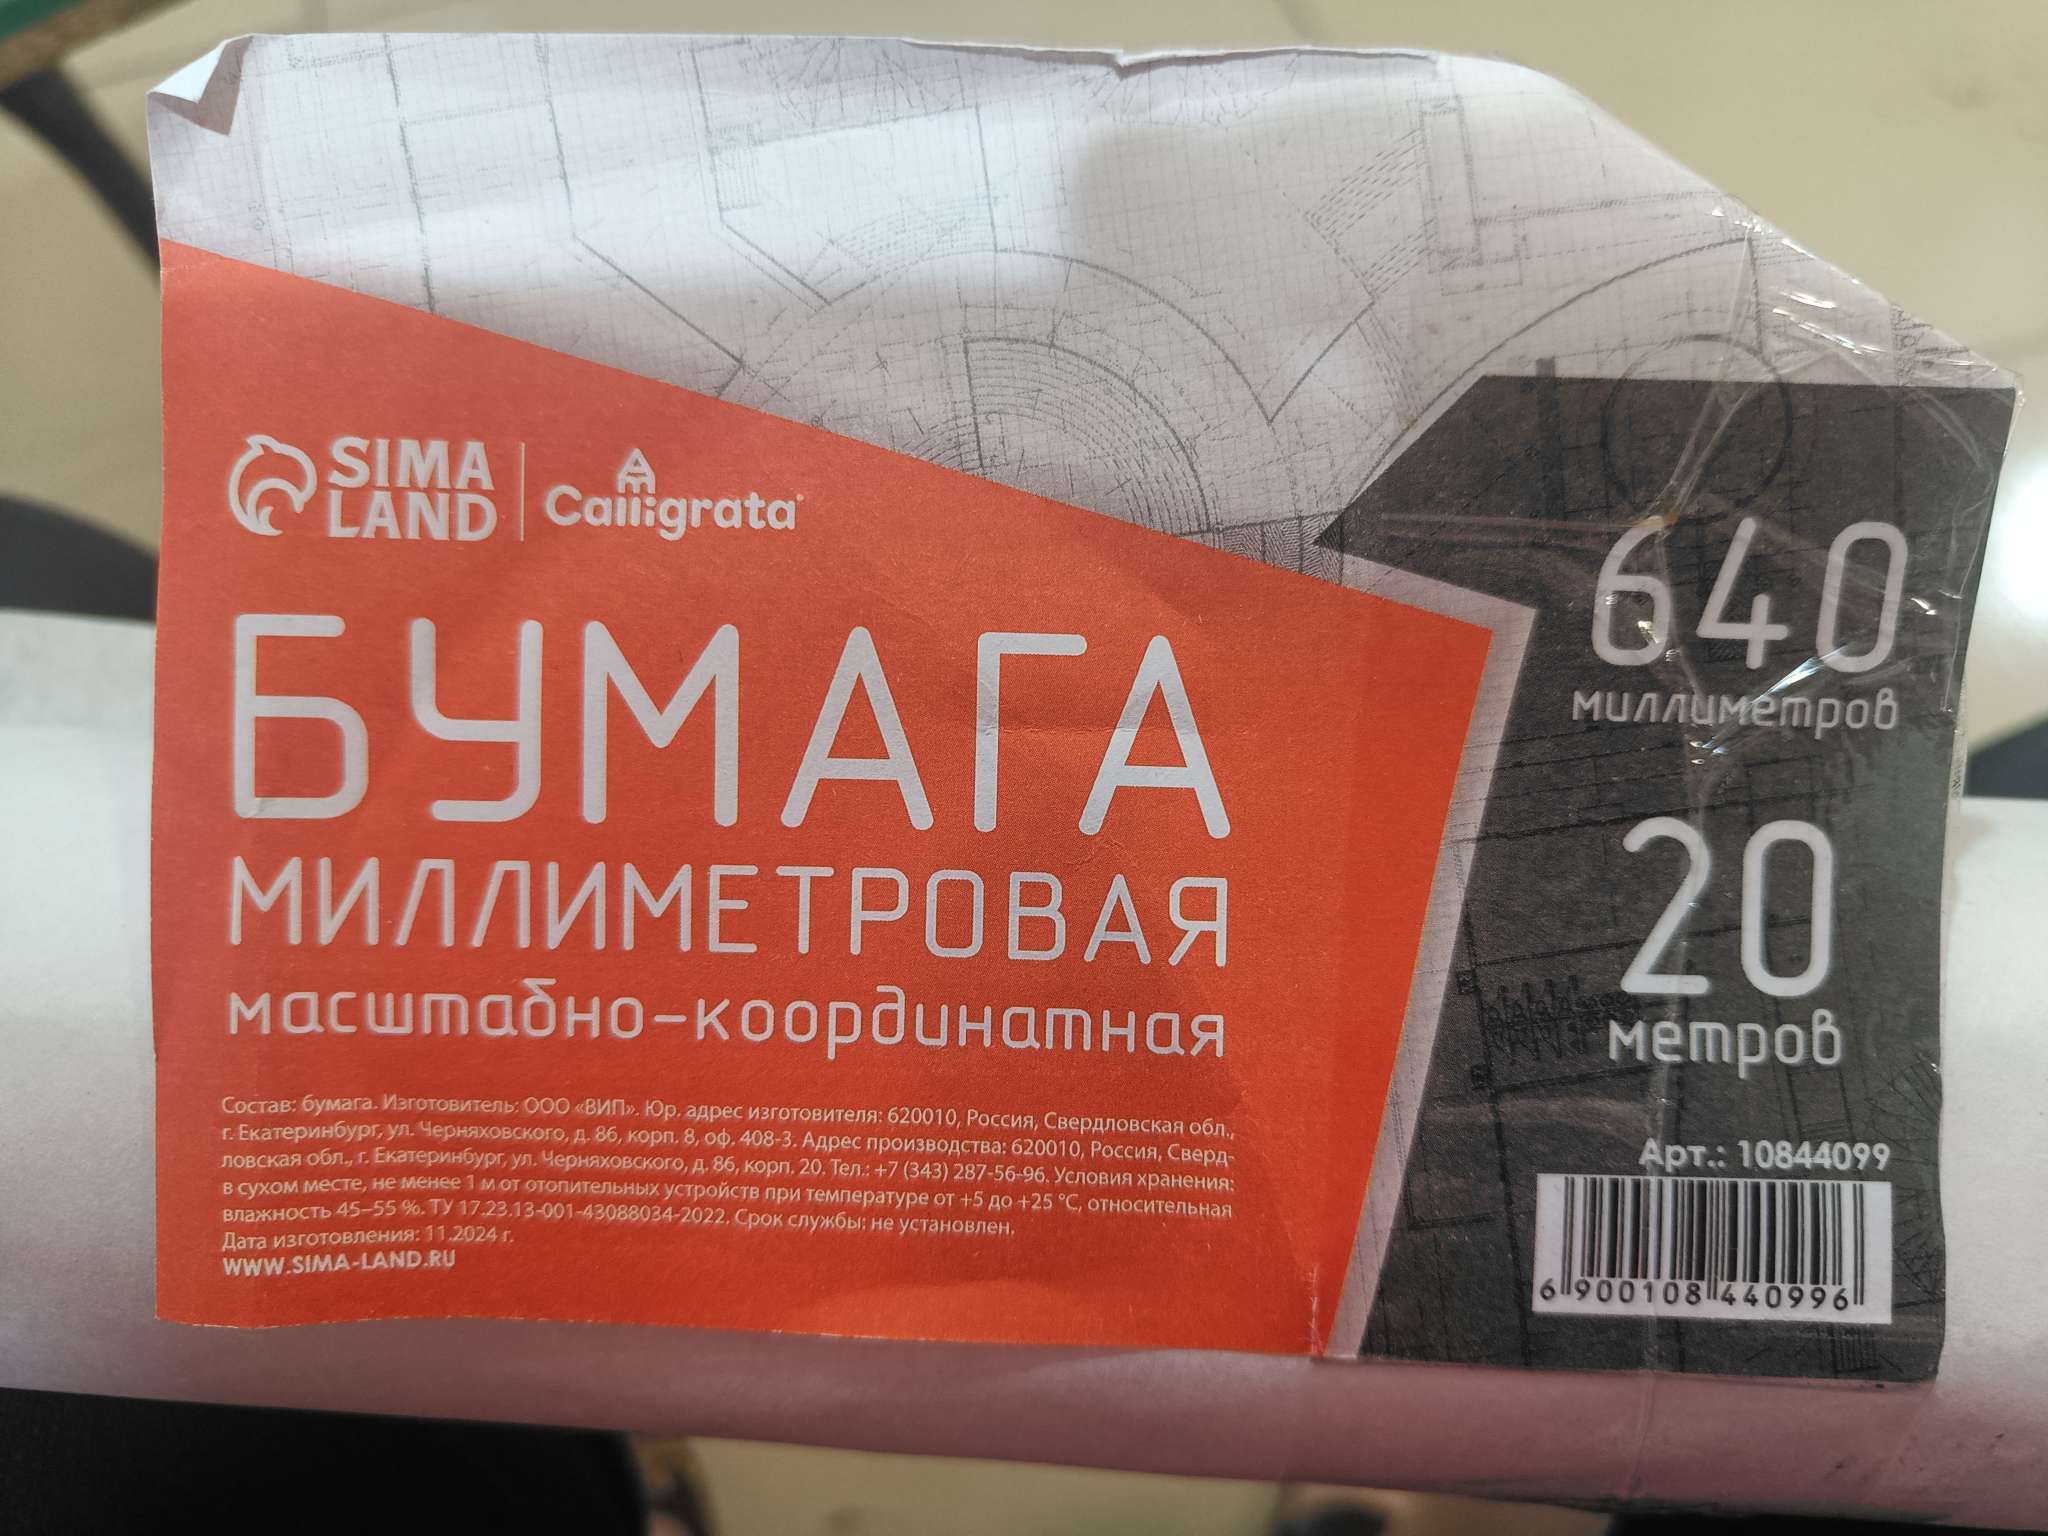 SIMA LAND
Calligrata
БУМАГА
МИЛЛИМЕТРОВАЯ
масштабно-координатная
Состав: бумага. Изготовитель: ООО «ВИП». Юр. адрес изготовителя: 620010, Россия, Свердловская обл.,
г. Екатеринбург, ул. Черняховского, д. 86, корп. 8, оф. 408-3. Адрес производства: 620010, Россия, Сверд-
ловская обл., г. Екатеринбург, ул. Черняховского, д. 86, корп. 20. Тел.: +7 (343) 287-56-96. Условия хранения:
в сухом месте, не менее 1 м от отопительных устройств при температуре от +5 до +25 °C, относительная
влажность 45–55 %. ТУ 17.23.13-001-43088034-2022. Срок службы: не установлен.
Дата изготовления: 11.2024 г.
WWW.SIMA-LAND.RU
640
миллиметров
20
метров
Арт.: 10844099
6 900108 440996